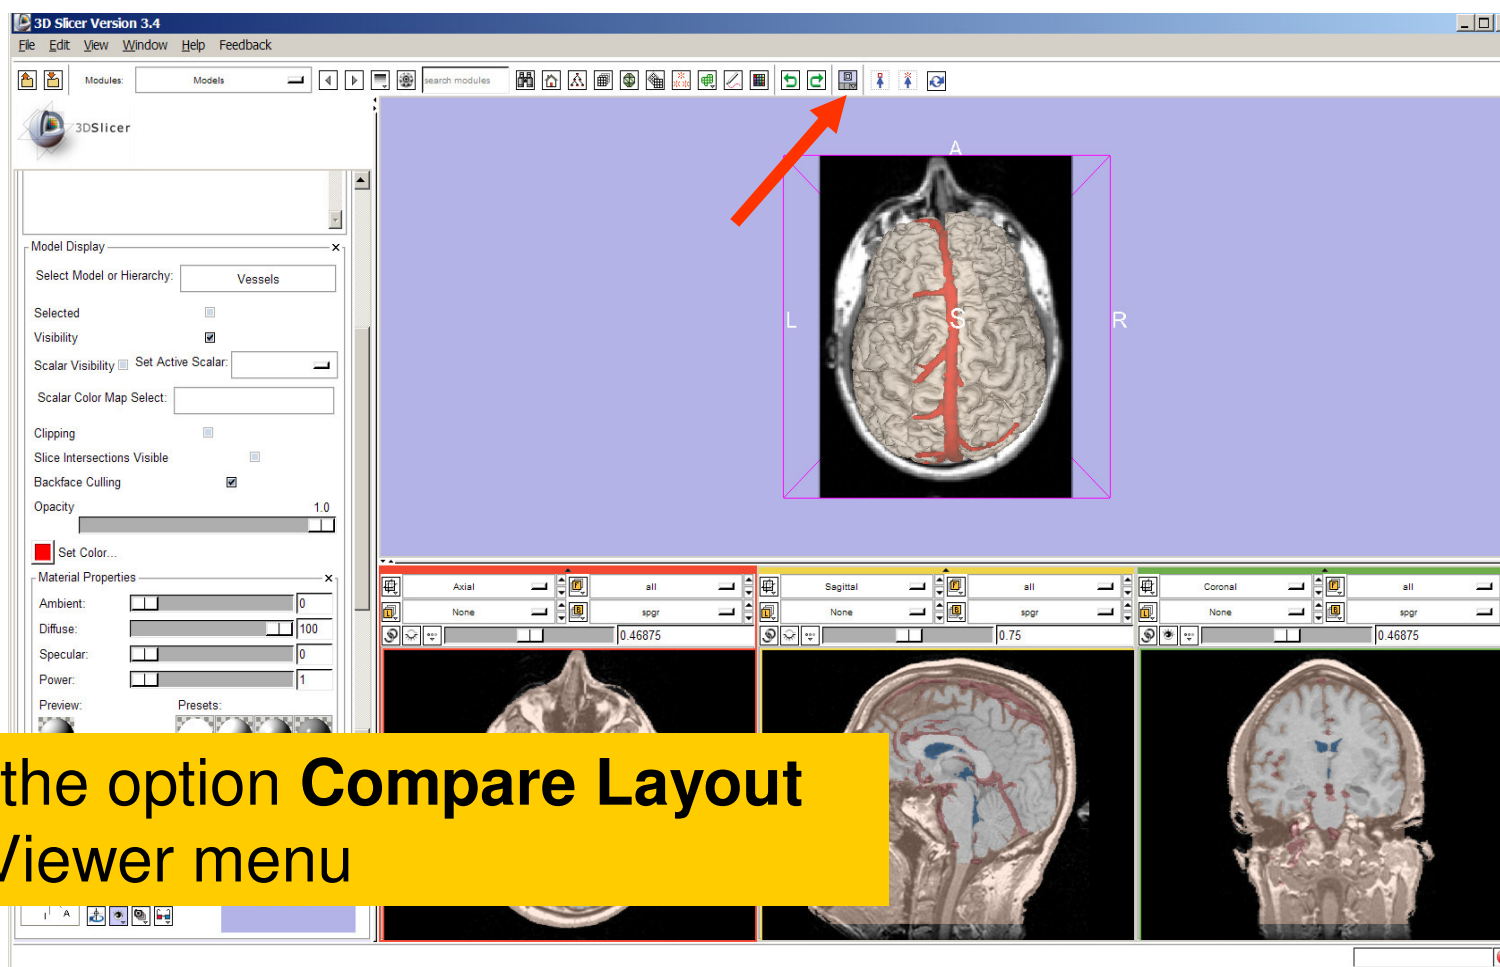 3D Slicer Version 3.4
File Edit View Window Help Feedback
Modules: Models search modules
3DSlicer
A
L S R
Model Display
Select Model or Hierarchy: Vessels
Selected
Visibility
Scalar Visibility Set Active Scalar:
Scalar Color Map Select:
Clipping
Slice Intersections Visible
Backface Culling
Opacity 1.0
Set Color...
Material Properties
Ambient: 0
Diffuse: 100
Specular: 0
Power: 1
Preview: Presets:
Axial all Sagittal all Coronal all
None spgr None spgr None spgr
0.46875 0.75 0.46875
the option Compare Layout
Viewer menu
A